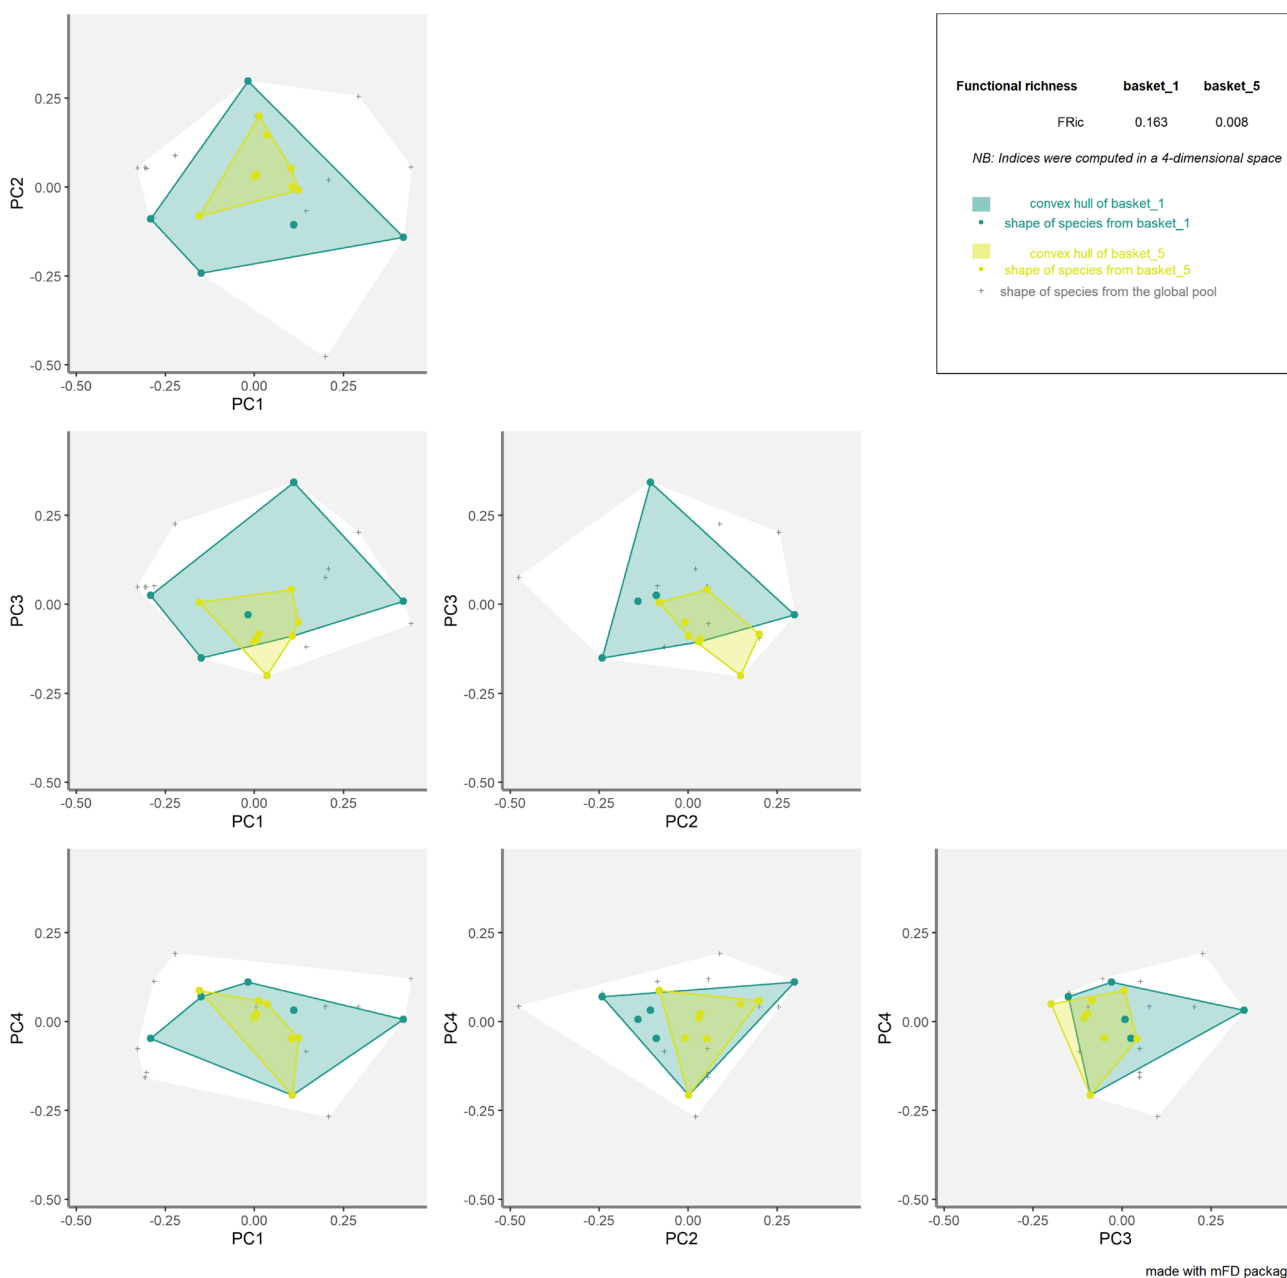 0.25
0.00
-0.25
-0.50
PC2
-0.50 -0.25 0.00 0.25
PC1
Functional richness basket_1 basket_5
FRic 0.163 0.008
NB: Indices were computed in a 4-dimensional space
convex hull of basket_1
shape of species from basket_1
convex hull of basket_5
shape of species from basket_5
shape of species from the global pool
0.25
0.00
-0.25
-0.50
PC3
-0.50 -0.25 0.00 0.25
PC1
0.25
0.00
-0.25
-0.50
PC3
-0.50 -0.25 0.00 0.25
PC2
0.25
0.00
-0.25
-0.50
PC4
-0.50 -0.25 0.00 0.25
PC1
0.25
0.00
-0.25
-0.50
PC4
-0.50 -0.25 0.00 0.25
PC2
0.25
0.00
-0.25
-0.50
PC4
-0.50 -0.25 0.00 0.25
PC3
made with mFD packag